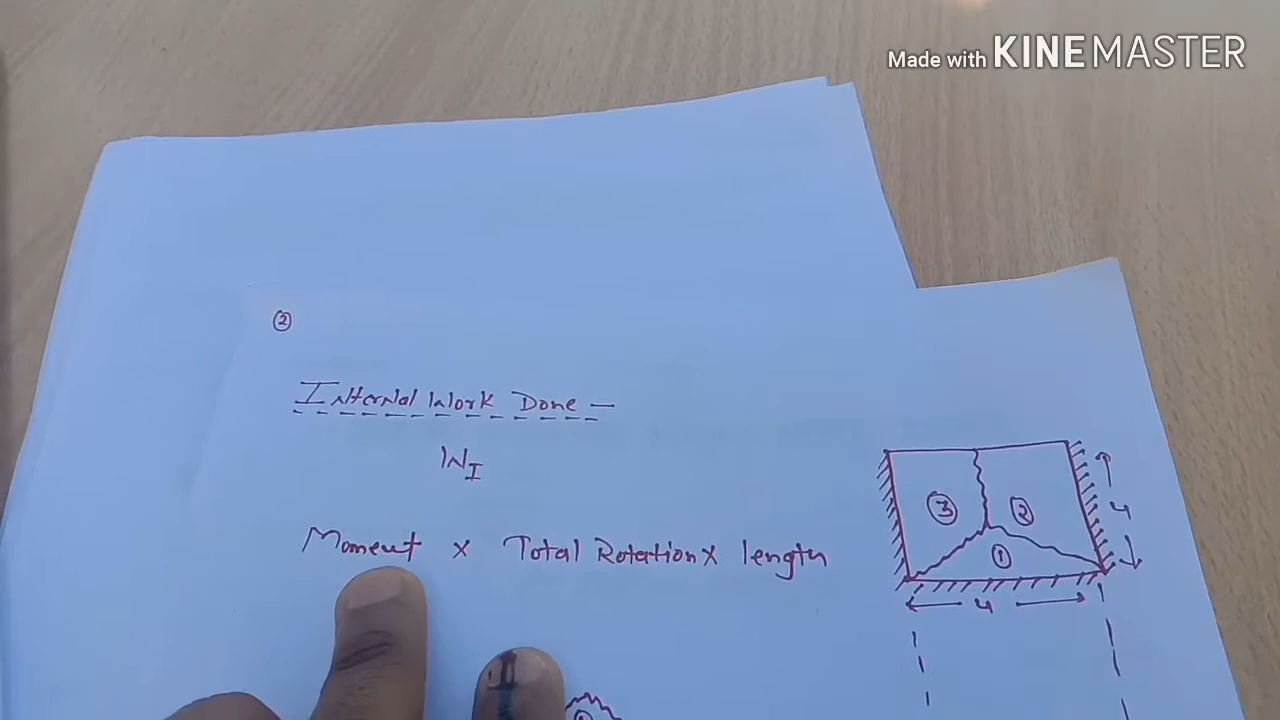 Made with KINEMASTER
②
Internal Work Done —
WI
Moment × Total Rotation × length
③ ②
①
4
4